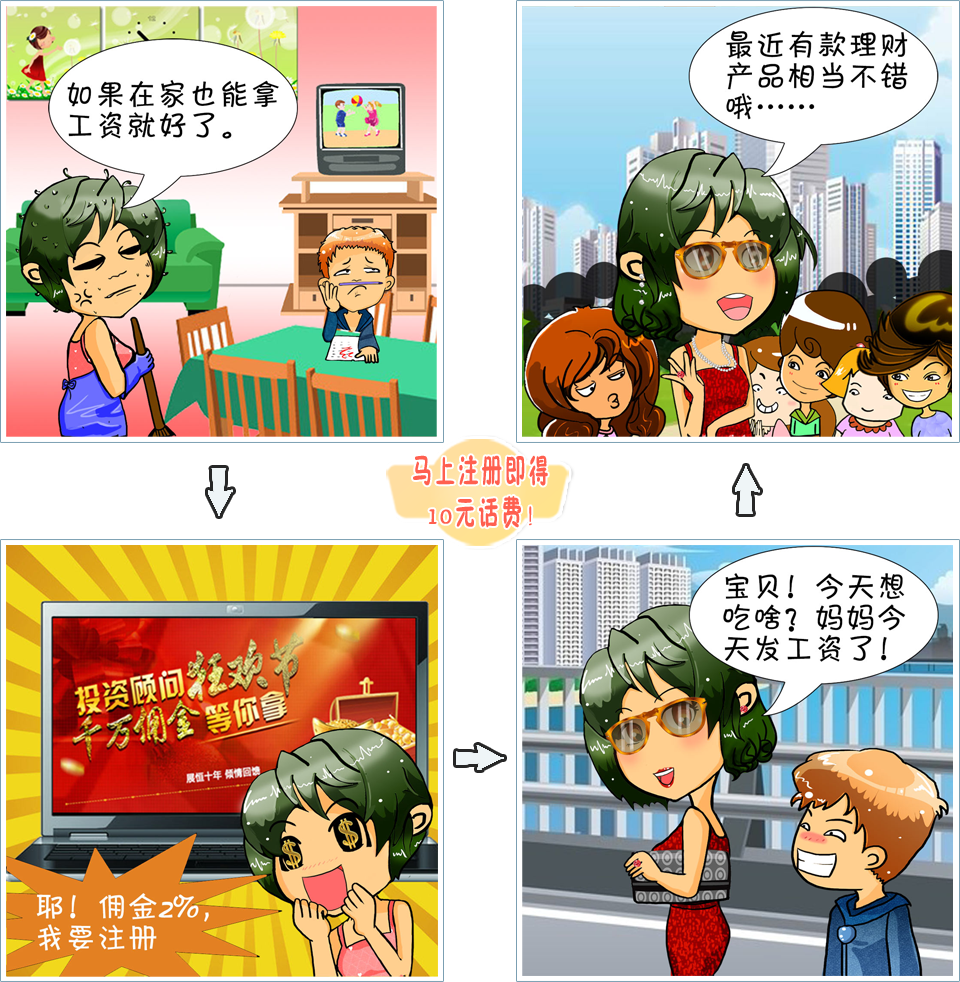 如果在家也能拿
工资就好了。
马上注册即得
10元话费!
投资顾问狂欢节
千万佣金等你拿
展恒十年 倾情回馈
耶！佣金2%,
我要注册
宝贝！今天想
吃啥？妈妈今
天发工资了！
最近有款理财
产品相当不错
哦……